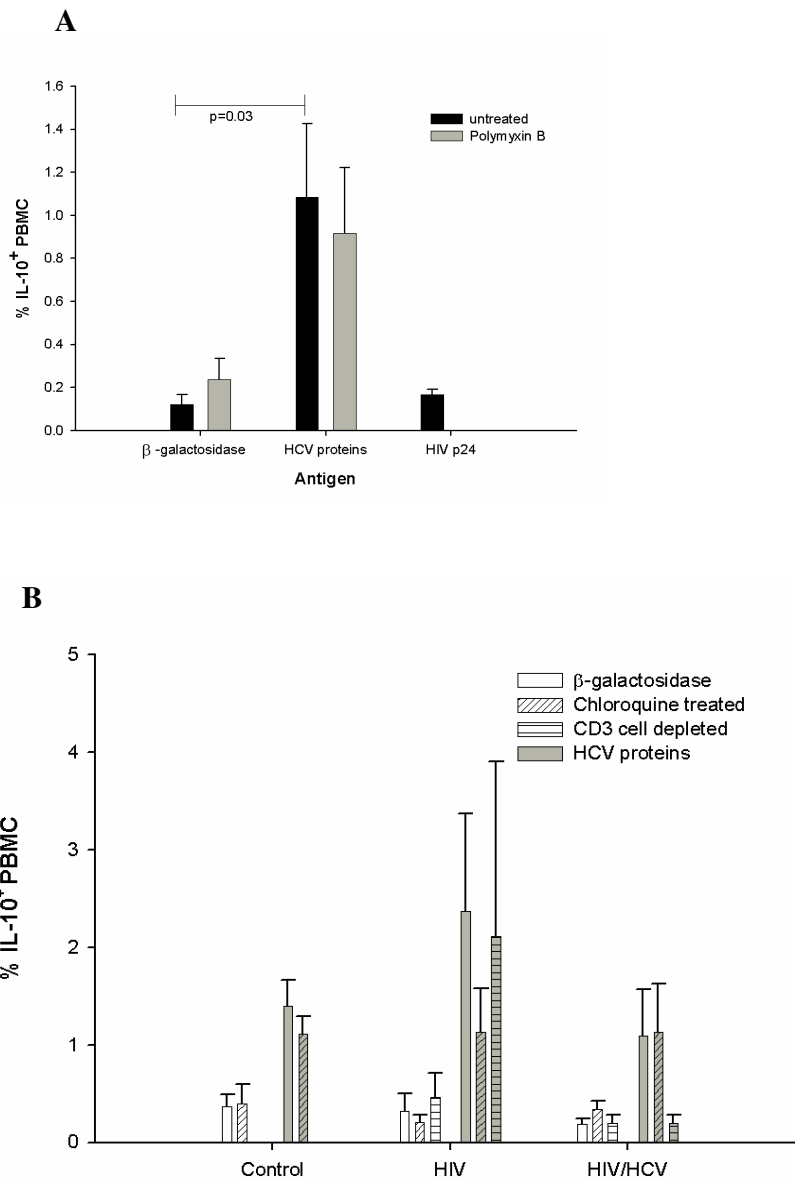 A
1.6
1.4
1.2
1.0
0.8
0.6
0.4
0.2
0.0
% IL-10+ PBMC
p=0.03
untreated
Polymyxin B
β -galactosidase
HCV proteins
HIV p24
Antigen
B
5
4
3
2
1
0
% IL-10+ PBMC
β-galactosidase
Chloroquine treated
CD3 cell depleted
HCV proteins
Control
HIV
HIV/HCV